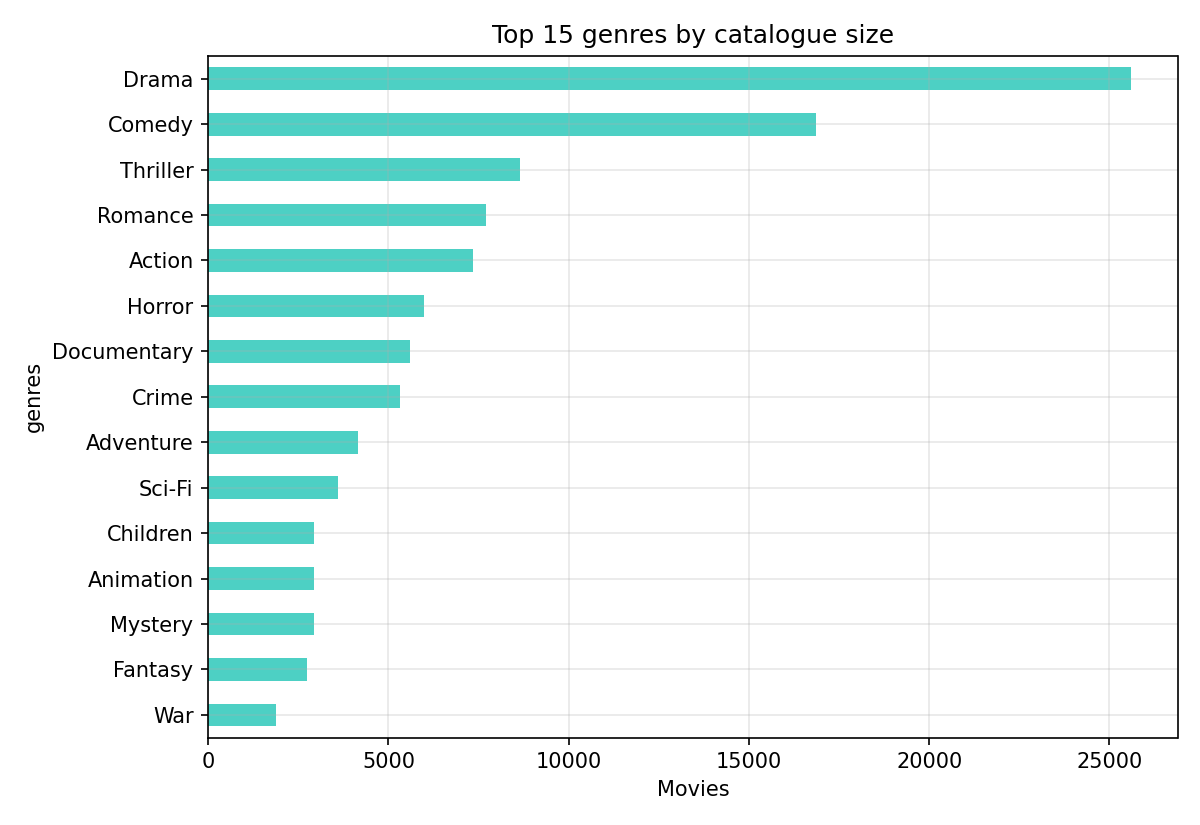 Top 15 genres by catalogue size
Drama
Comedy
Thriller
Romance
Action
Horror
Documentary
Crime
Adventure
Sci-Fi
Children
Animation
Mystery
Fantasy
War
genres
0 5000 10000 15000 20000 25000
Movies